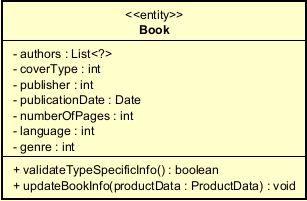 <<entity>>
Book
- authors : List<?>
- coverType : int
- publisher : int
- publicationDate : Date
- numberOfPages : int
- language : int
- genre : int
+ validateTypeSpecificInfo() : boolean
+ updateBookInfo(productData : ProductData) : void